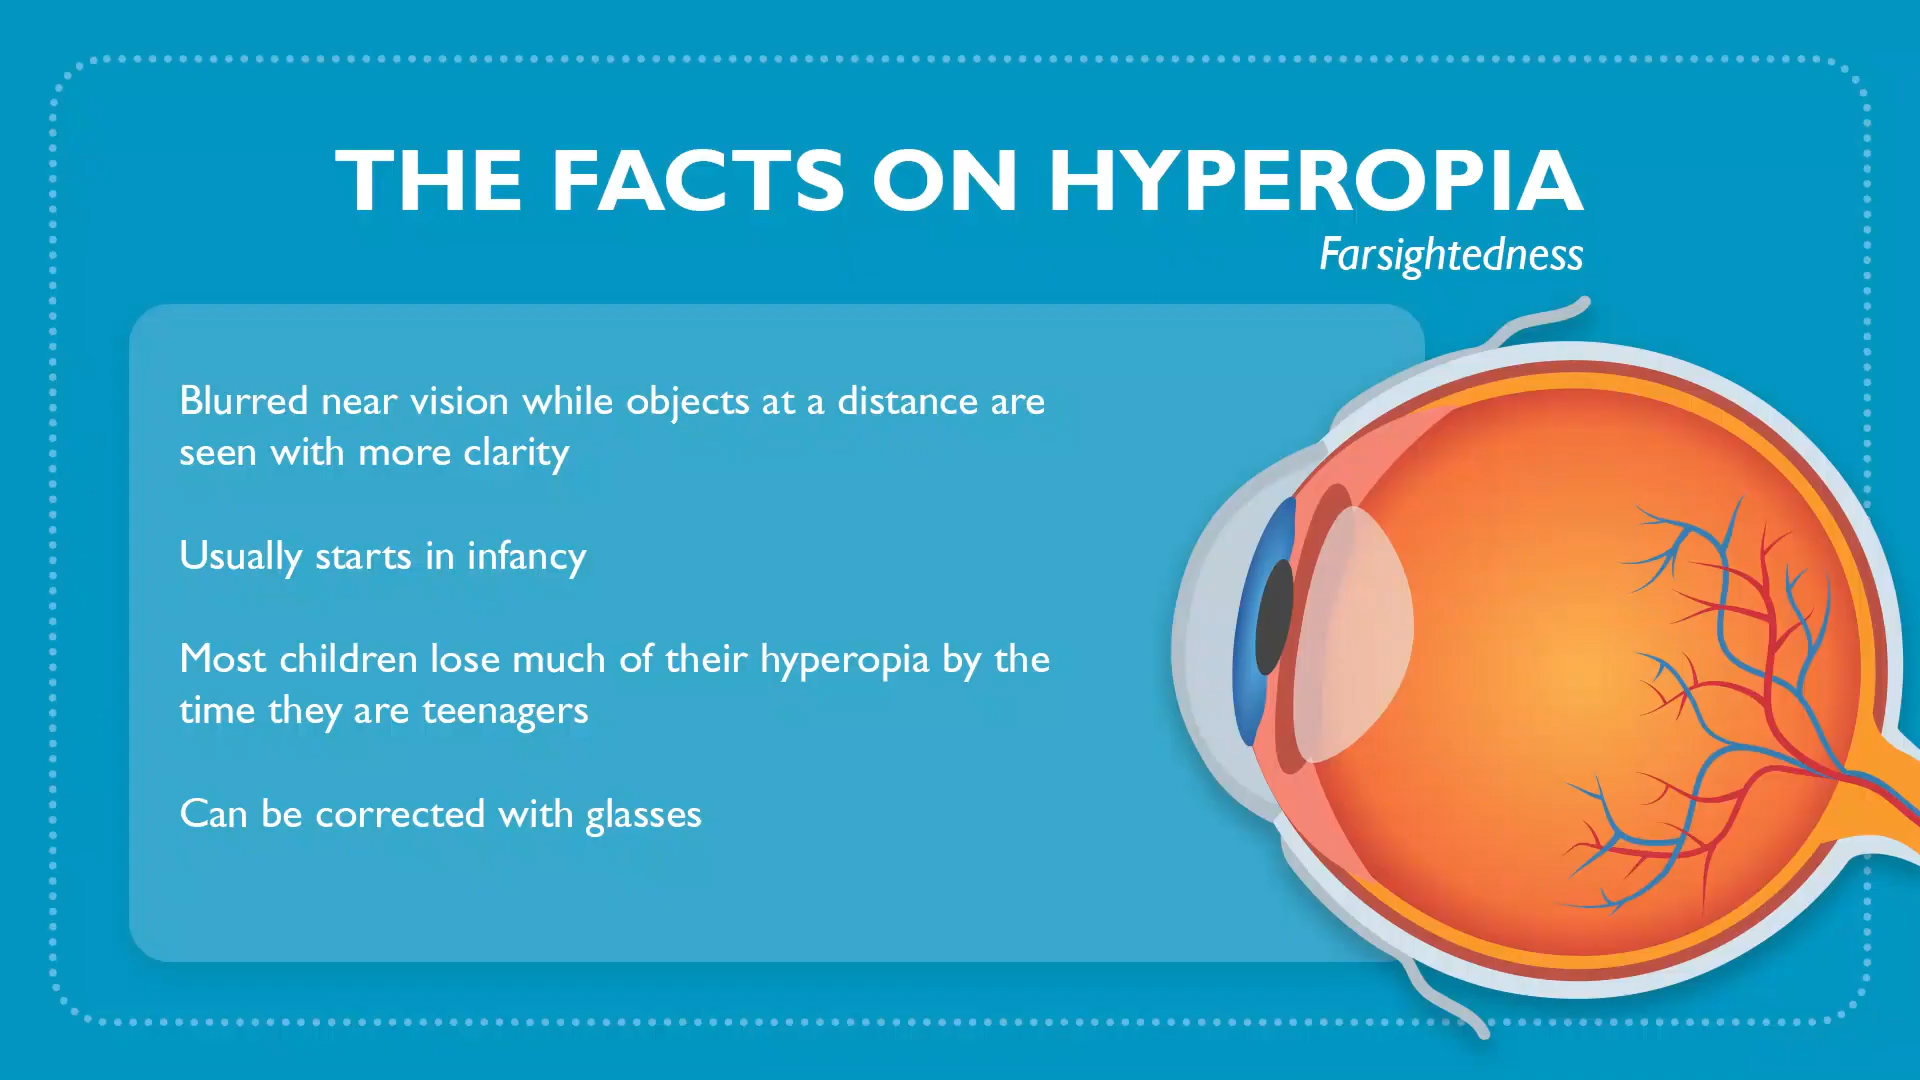 THE FACTS ON HYPEROPIA
Farsightedness
Blurred near vision while objects at a distance are
seen with more clarity
Usually starts in infancy
Most children lose much of their hyperopia by the
time they are teenagers
Can be corrected with glasses